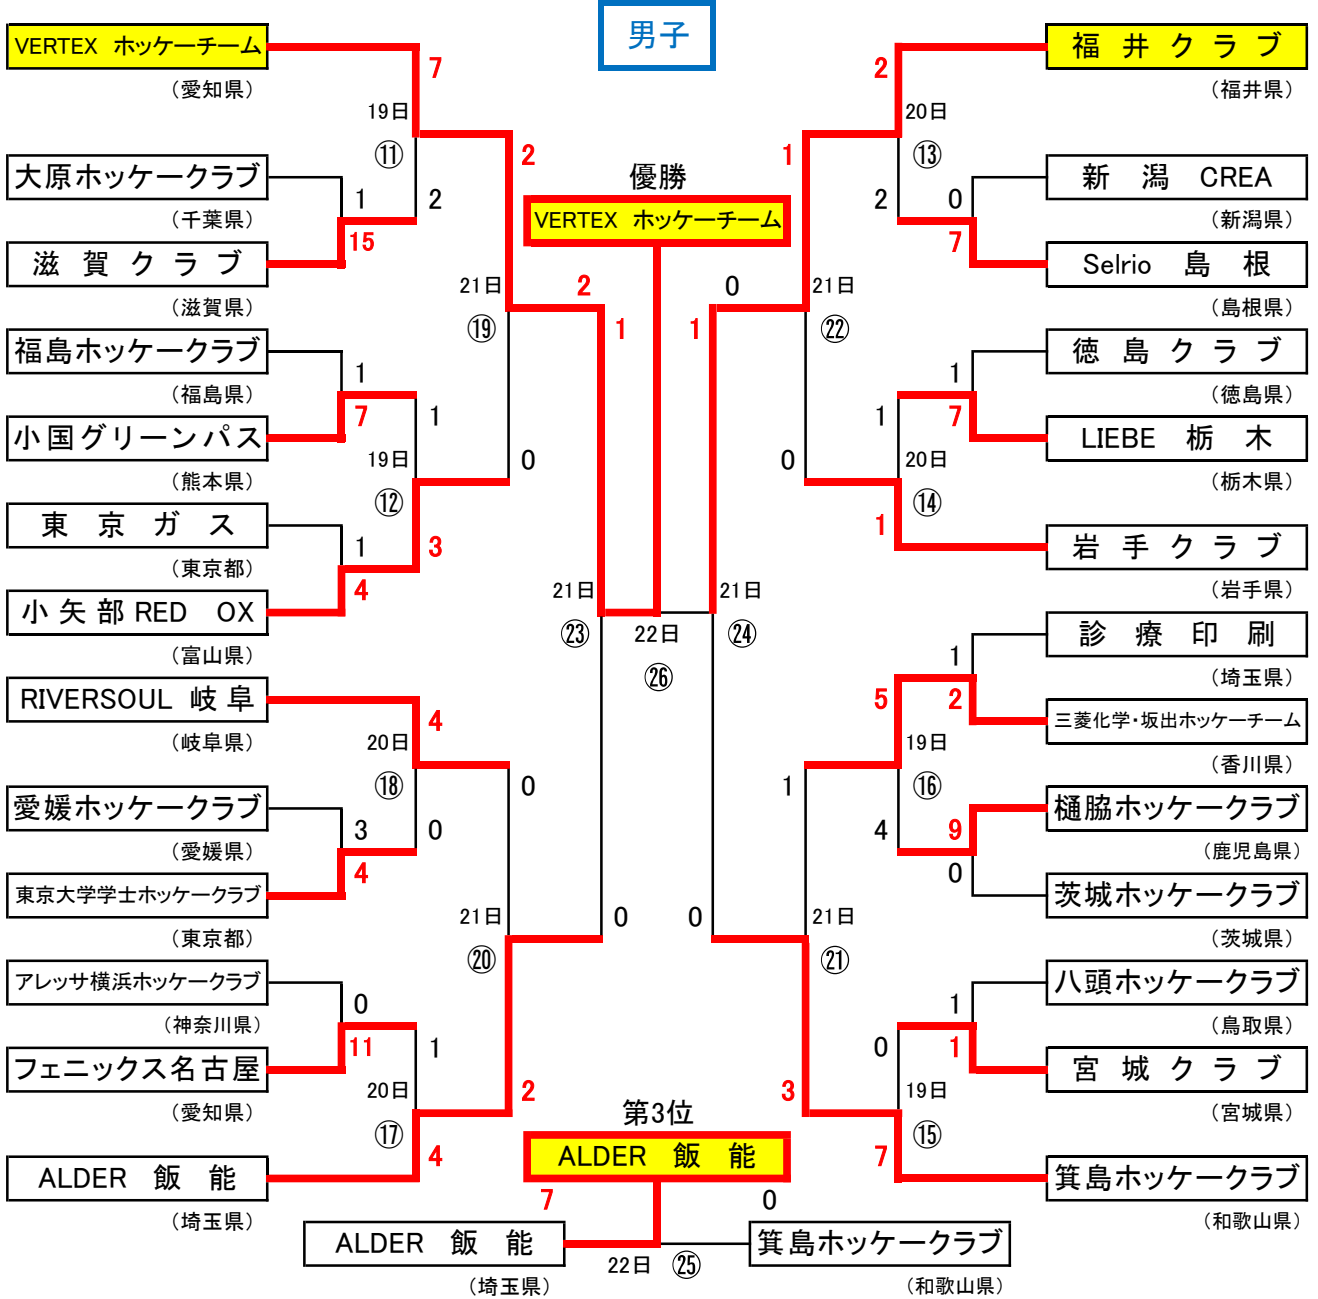 男子
VERTEX ホッケーチーム
(愛知県)
7
19日
⑪
大原ホッケークラブ
(千葉県)
1
2
滋賀クラブ
(滋賀県)
15
2
21日
⑲
福島ホッケークラブ
(福島県)
1
小国グリーンパス
(熊本県)
7
1
19日
⑫
0
東京ガス
(東京都)
1
3
小矢部RED OX
(富山県)
4
優勝
VERTEX ホッケーチーム
2
0
1
1
21日
㉓
22日
㉖
21日
㉔
RIVERSOUL 岐阜
(岐阜県)
4
20日
⑱
0
愛媛ホッケークラブ
(愛媛県)
3
0
東京大学学士ホッケークラブ
(東京都)
4
21日
⑳
0
0
アレッサ横浜ホッケークラブ
(神奈川県)
0
フェニックス名古屋
(愛知県)
11
1
20日
⑰
2
ALDER 飯能
(埼玉県)
4
福井クラブ
(福井県)
2
20日
⑬
1
新潟 CREA
(新潟県)
0
2
Selrio 島根
(島根県)
7
21日
㉒
徳島クラブ
(徳島県)
1
LIEBE 栃木
(栃木県)
7
1
20日
⑭
0
岩手クラブ
(岩手県)
1
診療印刷
(埼玉県)
1
三菱化学・坂出ホッケーチーム
(香川県)
2
5
19日
⑯
1
樋脇ホッケークラブ
(鹿児島県)
9
4
茨城ホッケークラブ
(茨城県)
0
21日
㉑
八頭ホッケークラブ
(鳥取県)
1
宮城クラブ
(宮城県)
1
0
19日
⑮
3
箕島ホッケークラブ
(和歌山県)
7
第3位
ALDER 飯能
7
0
ALDER 飯能
(埼玉県)
22日
㉕
箕島ホッケークラブ
(和歌山県)